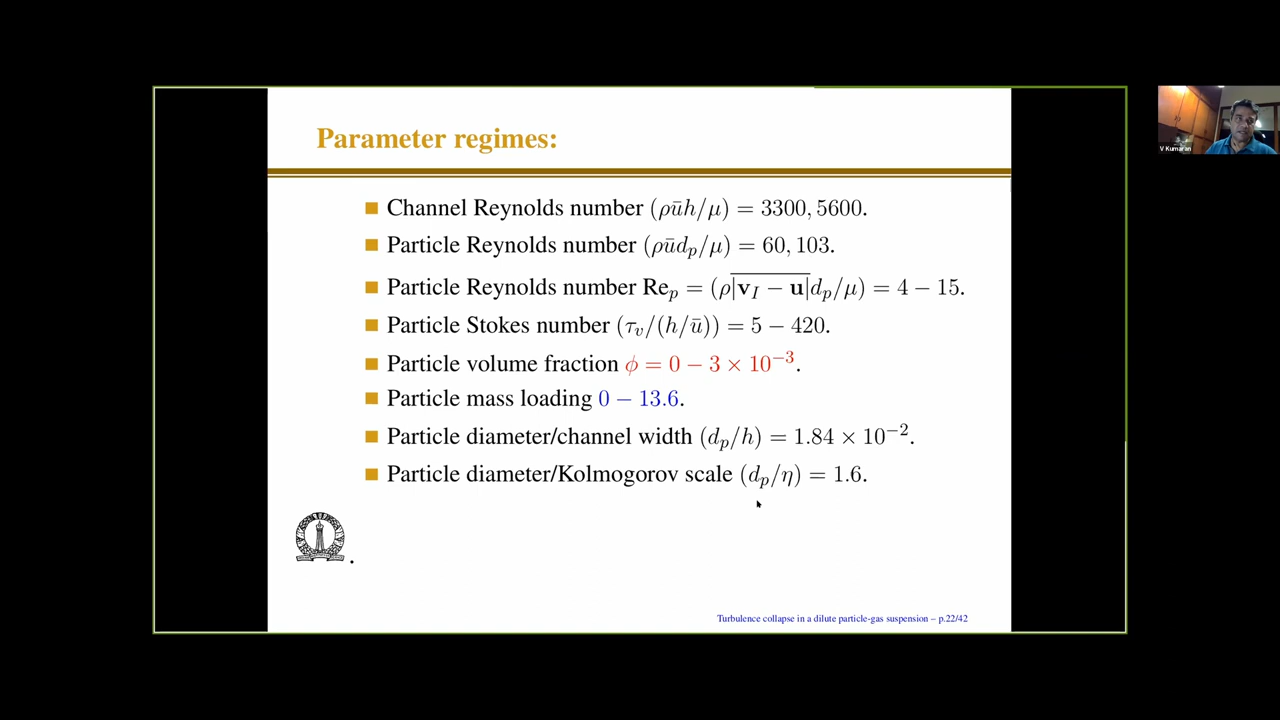 Parameter regimes:
Channel Reynolds number (ρūh/μ) = 3300, 5600.
Particle Reynolds number (ρūd_p/μ) = 60, 103.
Particle Reynolds number Re_p = (ρ\overline{|v_I − u|}d_p/μ) = 4 − 15.
Particle Stokes number (τ_v/(h/ū)) = 5 − 420.
Particle volume fraction ϕ = 0 − 3 × 10⁻³.
Particle mass loading 0 − 13.6.
Particle diameter/channel width (d_p/h) = 1.84 × 10⁻².
Particle diameter/Kolmogorov scale (d_p/η) = 1.6.
.
Turbulence collapse in a dilute particle-gas suspension – p.22/42
V Kumaran